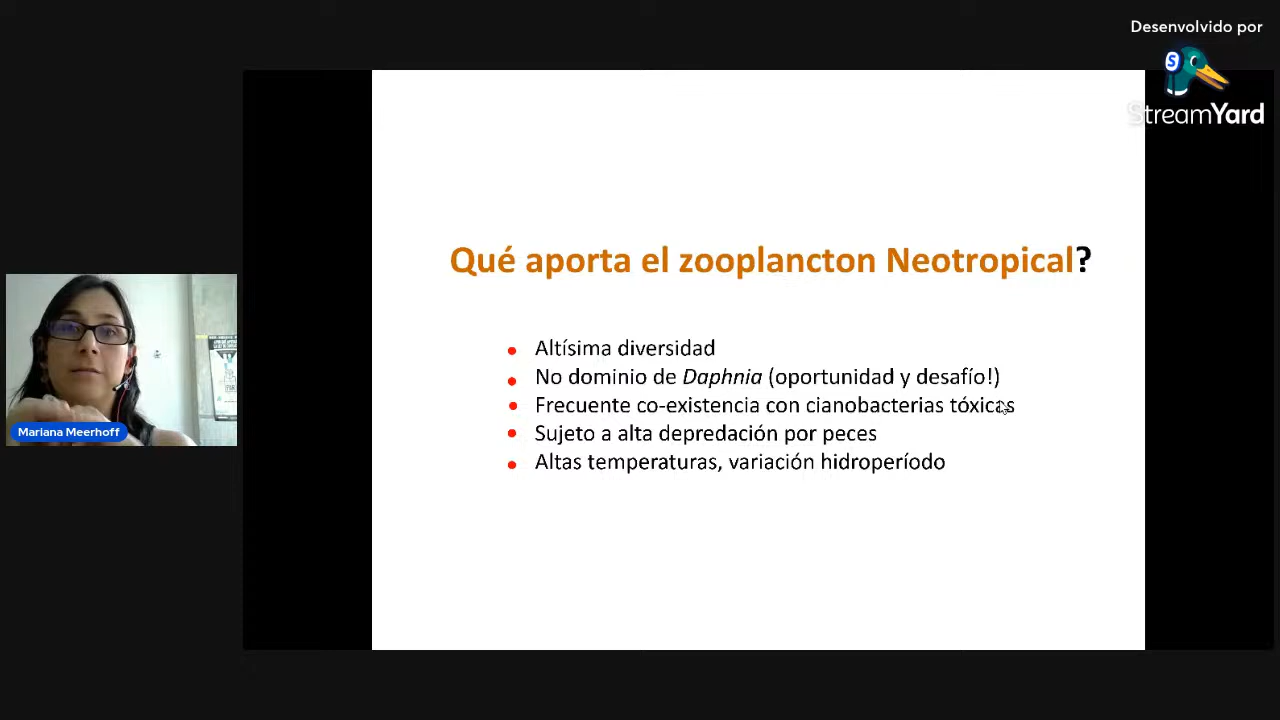 Desenvolvido por
StreamYard
Qué aporta el zooplancton Neotropical?
Altísima diversidad
No dominio de Daphnia (oportunidad y desafío!)
Frecuente co-existencia con cianobacterias tóxicas
Sujeto a alta depredación por peces
Altas temperaturas, variación hidroperíodo
Mariana Meerhoff